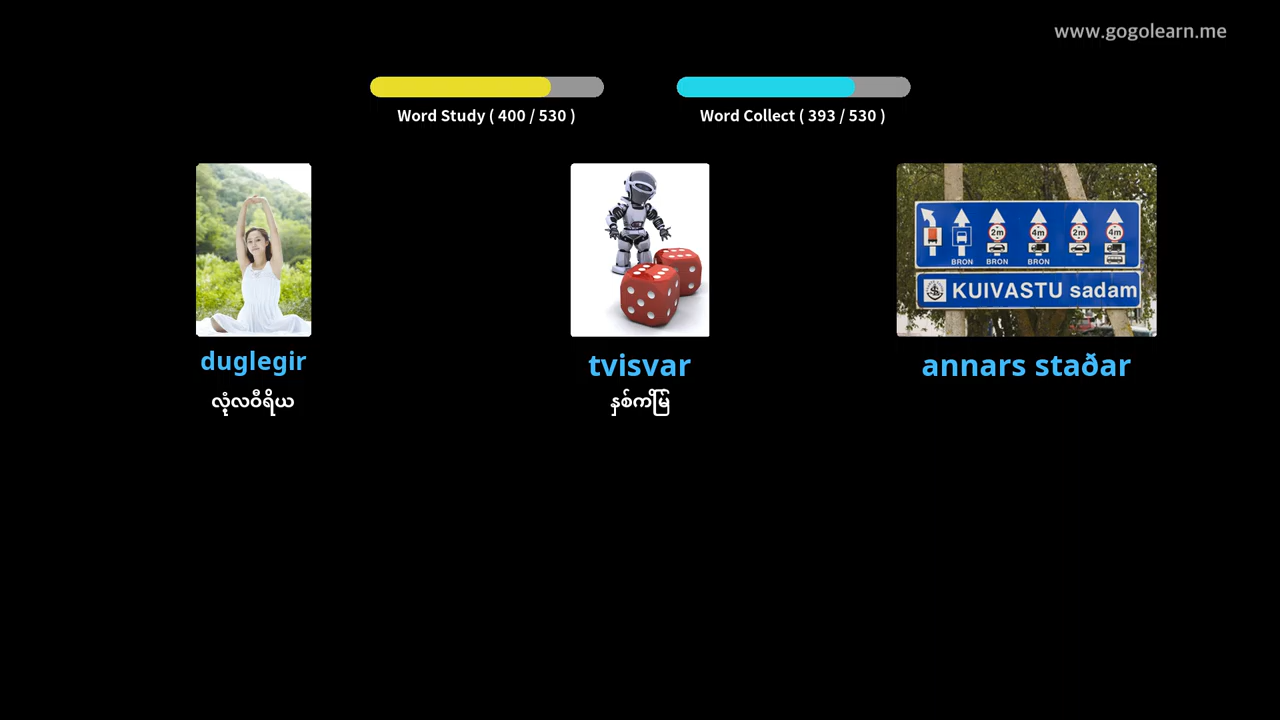 www.gogolearn.me
Word Study ( 400 / 530 )
Word Collect ( 393 / 530 )
2m
4m
2m
4m
BRON
BRON
BRON
KUIVASTU sadam
duglegir
tvisvar
annars staðar
လုံ့လဝီရိယ
နှစ်ကြိမ်